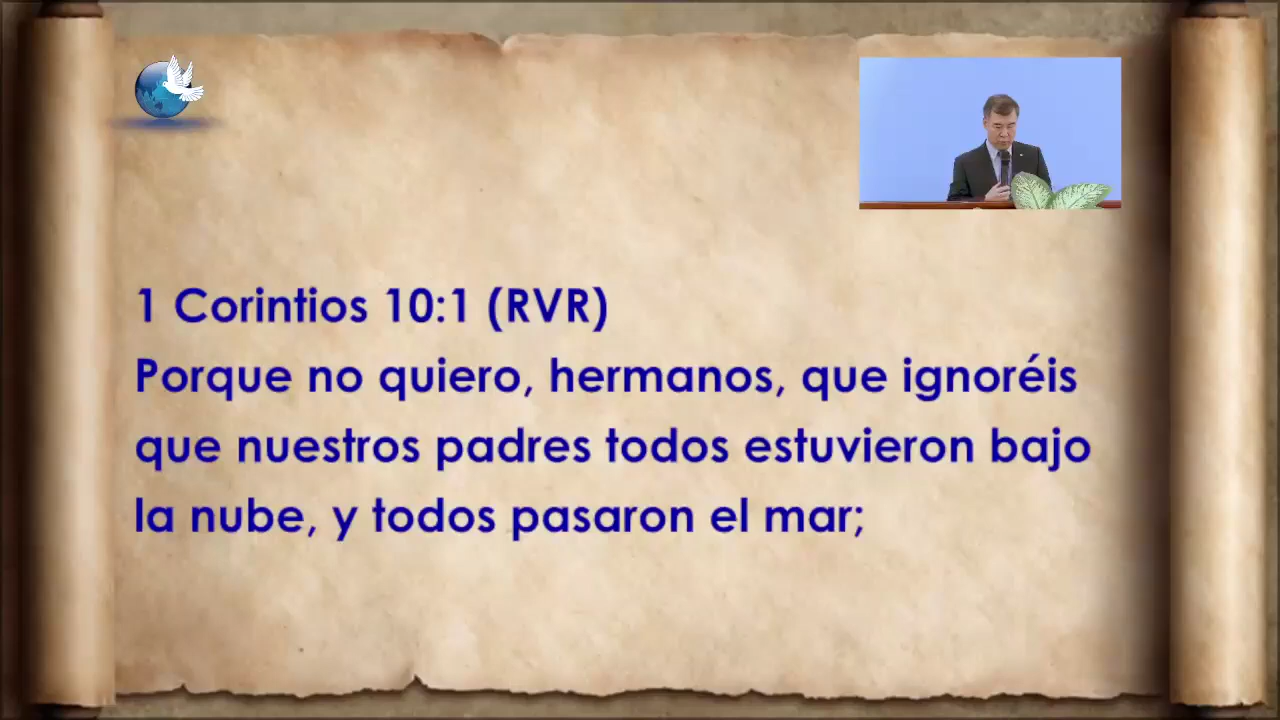 1 Corintios 10:1 (RVR)
Porque no quiero, hermanos, que ignoréis
que nuestros padres todos estuvieron bajo
la nube, y todos pasaron el mar;